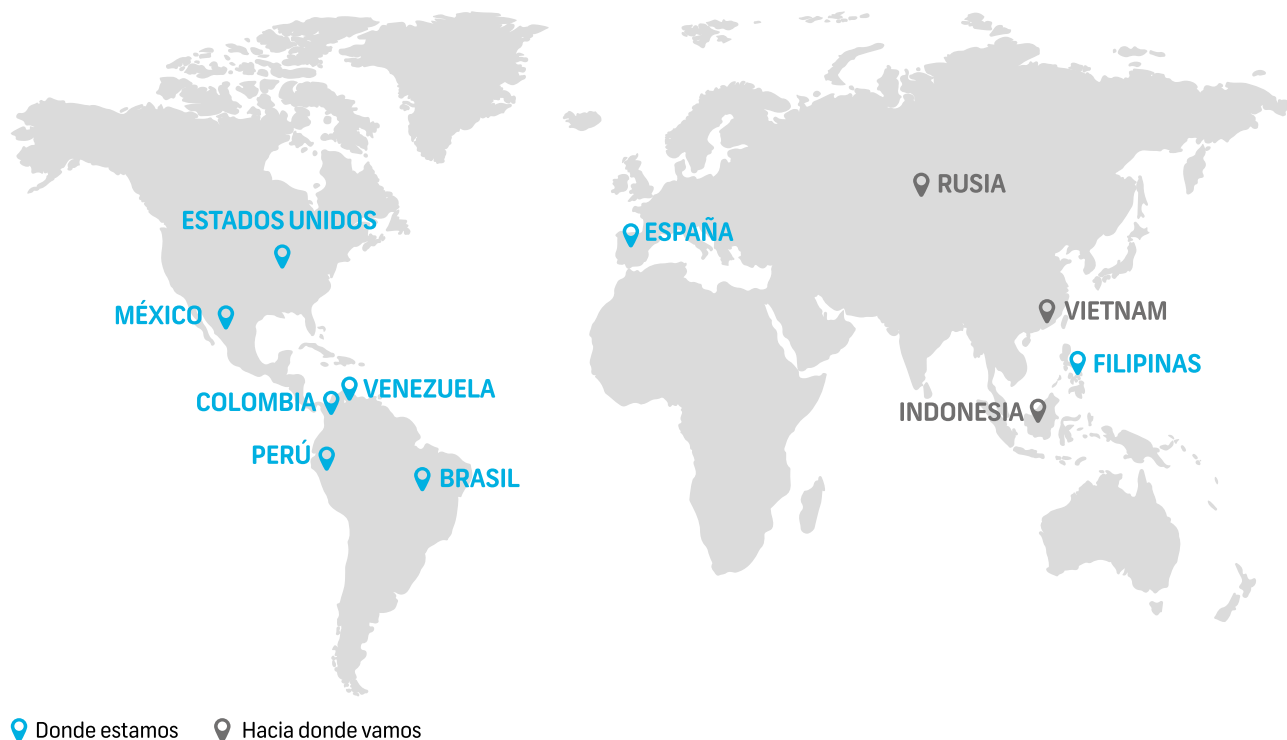 RUSIA
ESTADOS UNIDOS
ESPAÑA
MÉXICO
VIETNAM
FILIPINAS
VENEZUELA
COLOMBIA
INDONESIA
PERÚ
BRASIL
Donde estamos
Hacia donde vamos